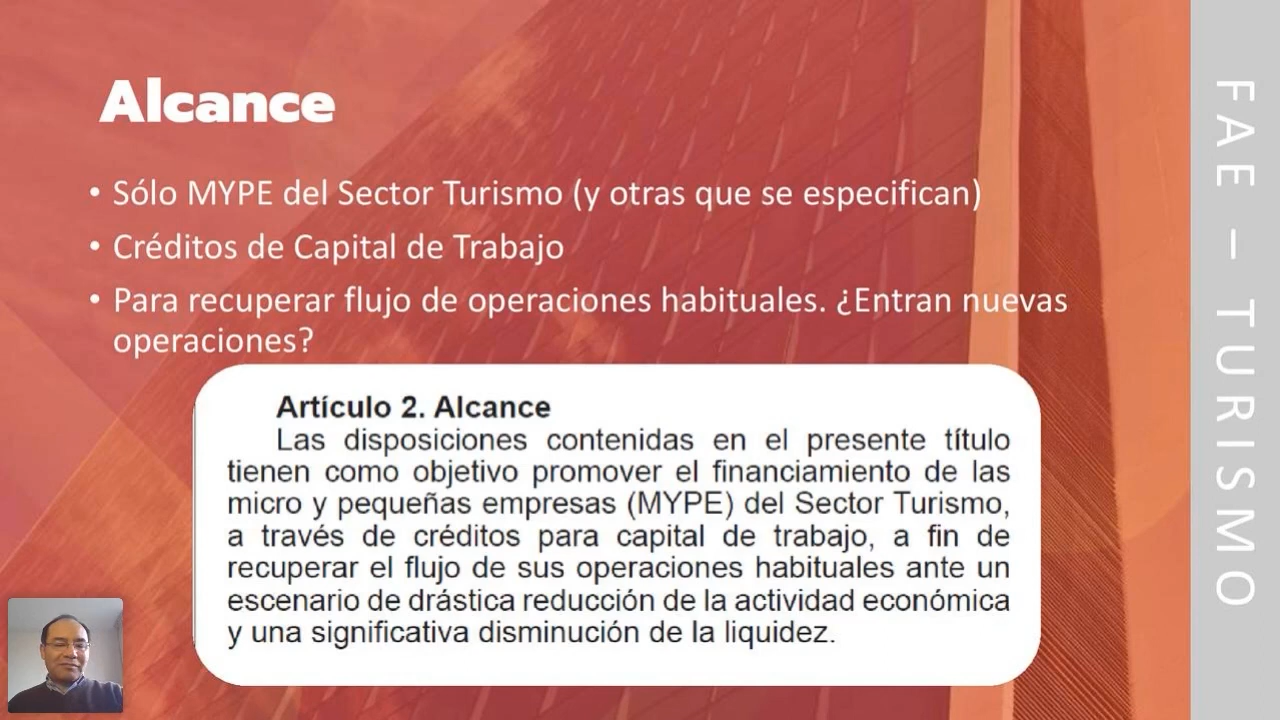 Alcance
• Sólo MYPE del Sector Turismo (y otras que se especifican)
• Créditos de Capital de Trabajo
• Para recuperar flujo de operaciones habituales. ¿Entran nuevas
operaciones?
Artículo 2. Alcance
Las disposiciones contenidas en el presente título
tienen como objetivo promover el financiamiento de las
micro y pequeñas empresas (MYPE) del Sector Turismo,
a través de créditos para capital de trabajo, a fin de
recuperar el flujo de sus operaciones habituales ante un
escenario de drástica reducción de la actividad económica
y una significativa disminución de la liquidez.
FAE – TURISMO